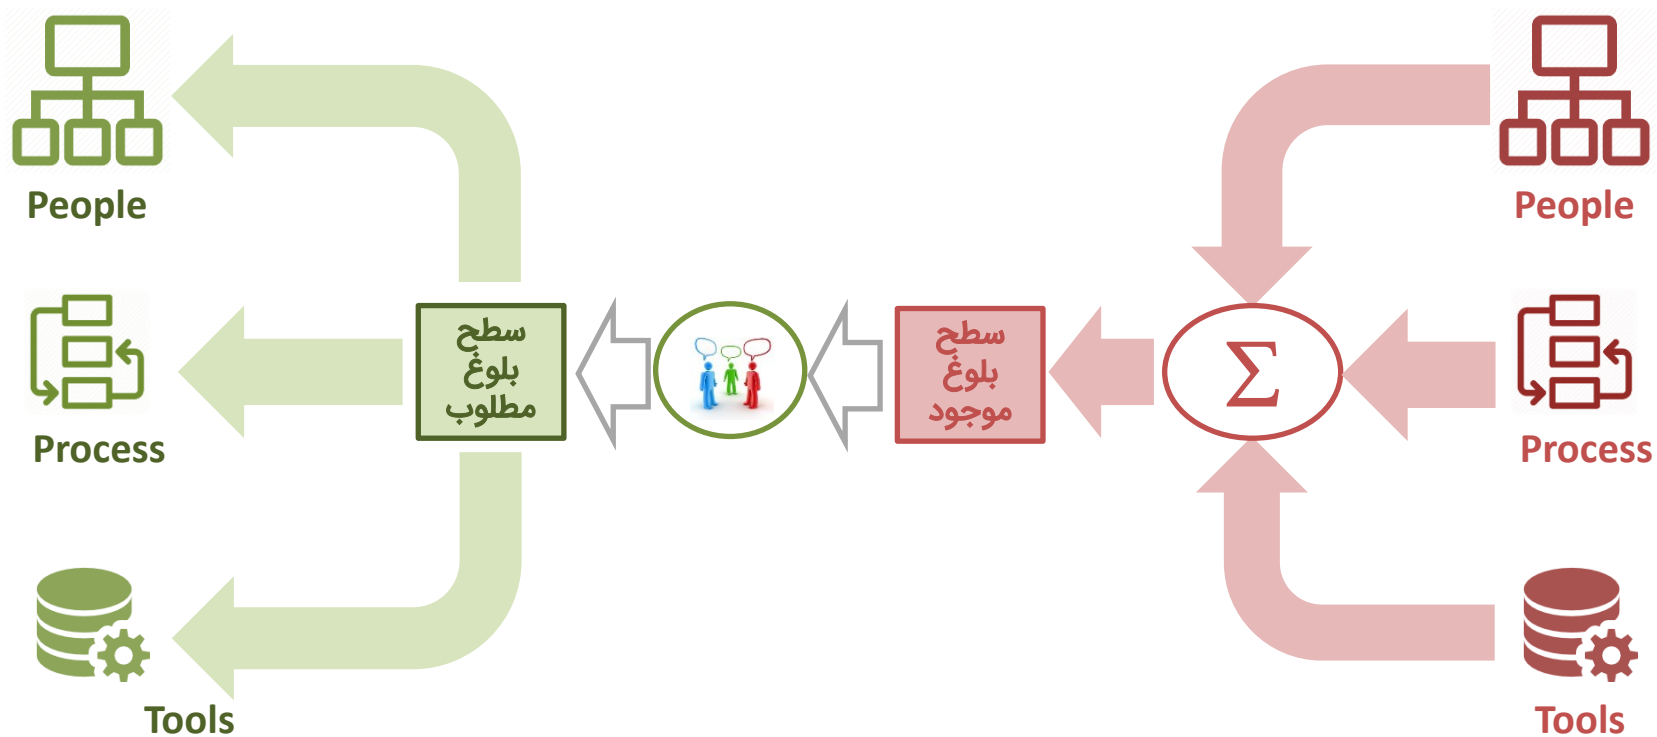 People
People
سطح
بلوغ
مطلوب
سطح
بلوغ
موجود
Σ
Process
Process
Tools
Tools